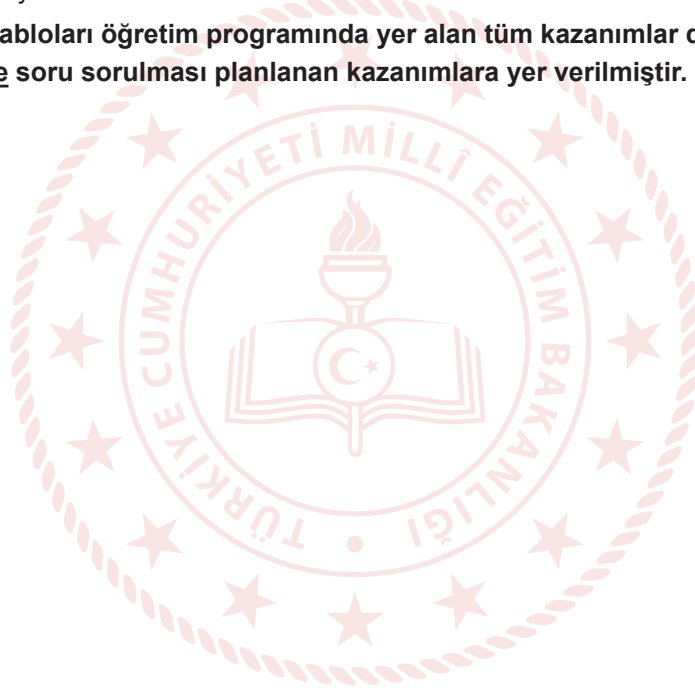 abloları öğretim programında yer alan tüm kazanımlar d
e soru sorulması planlanan kazanımlara yer verilmiştir.
TÜRKİYE CUMHURİYETİ MİLLÎ EĞİTİM BAKANLIĞI